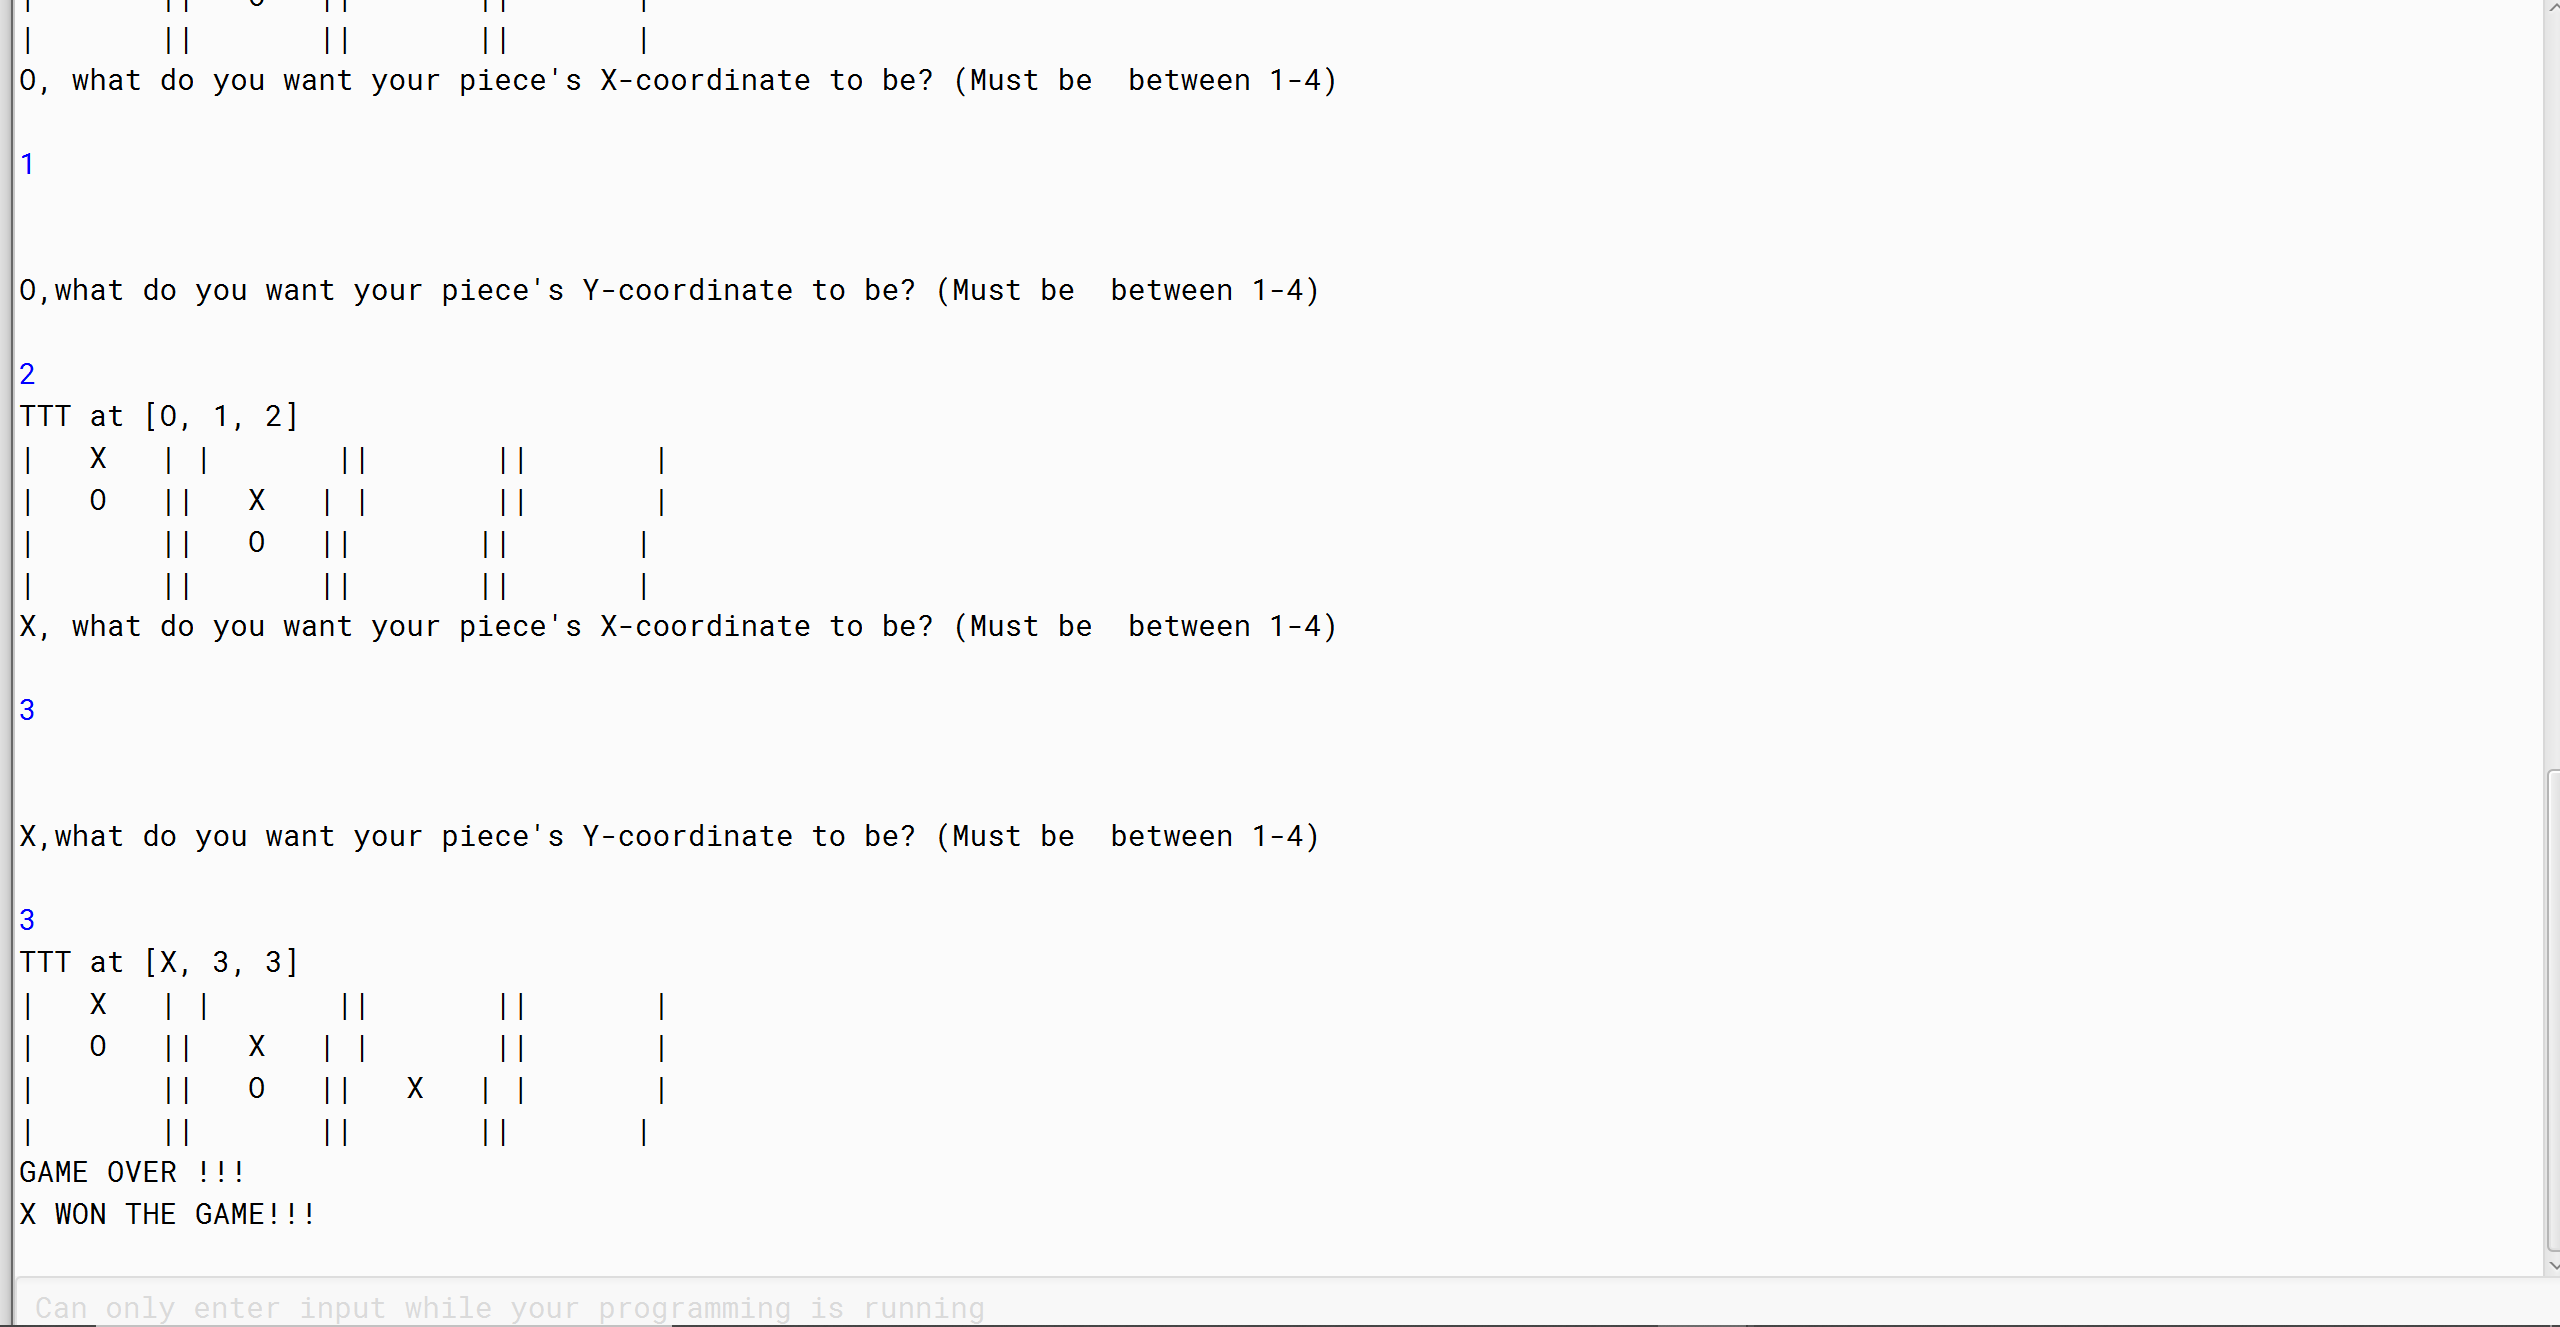 |       ||   O   ||       ||       |
|       ||       ||       ||       |
O, what do you want your piece's X-coordinate to be? (Must be  between 1-4)
1
O,what do you want your piece's Y-coordinate to be? (Must be  between 1-4)
2
TTT at [O, 1, 2]
|   X   | |       ||       ||       |
|   O   ||   X   | |       ||       |
|       ||   O   ||       ||       |
|       ||       ||       ||       |
X, what do you want your piece's X-coordinate to be? (Must be  between 1-4)
3
X,what do you want your piece's Y-coordinate to be? (Must be  between 1-4)
3
TTT at [X, 3, 3]
|   X   | |       ||       ||       |
|   O   ||   X   | |       ||       |
|       ||   O   ||   X   | |       |
|       ||       ||       ||       |
GAME OVER !!!
X WON THE GAME!!!
Can only enter input while your programming is running